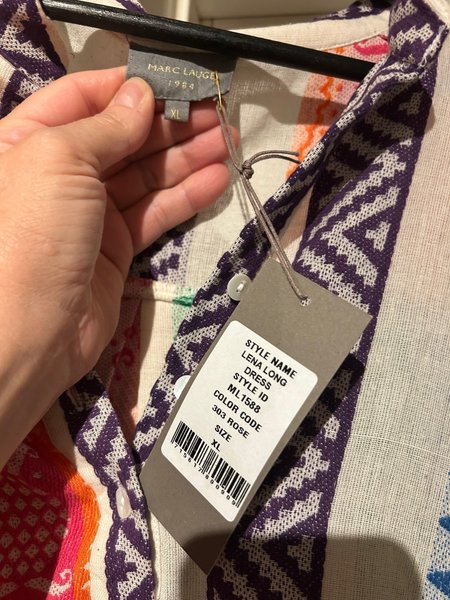 MARC LAUGE
1984
XL
STYLE NAME
LENA LONG
DRESS
STYLE ID
ML1588
COLOR CODE
303 ROSE
SIZE
XL